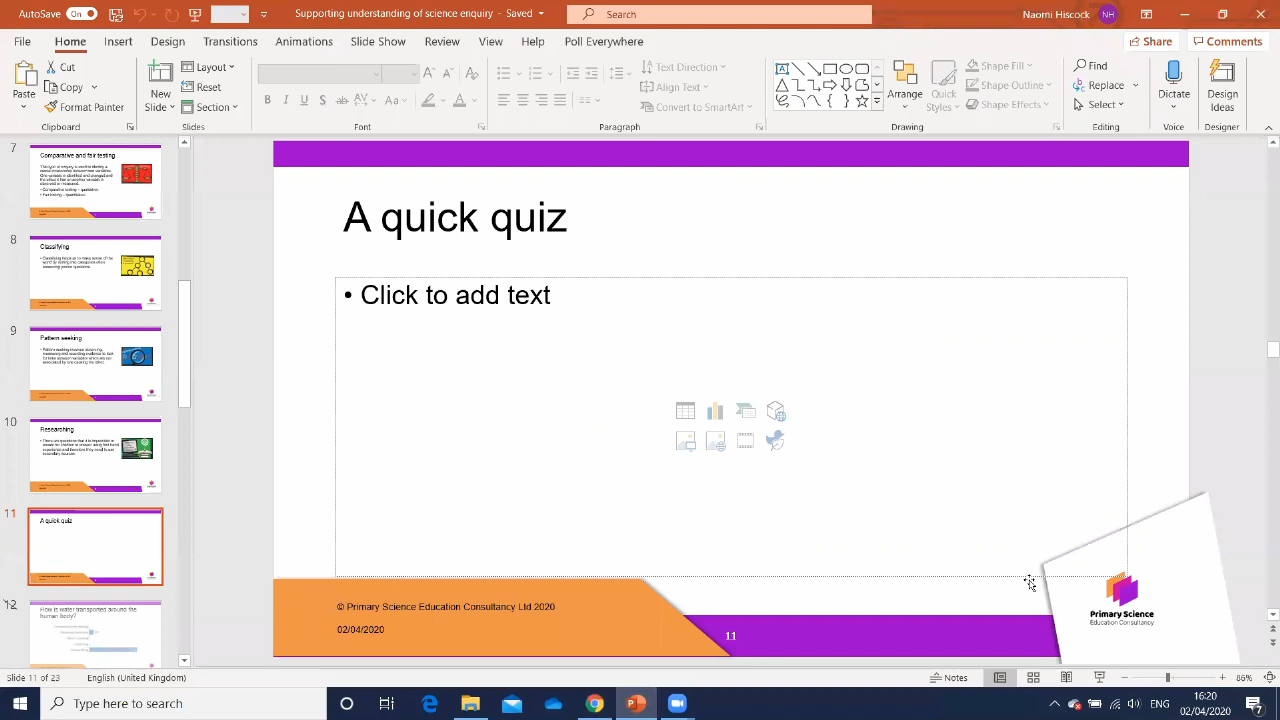 AutoSave On Supporting teaching of science... Search Naomi Hiscock NH
File Home Insert Design Transitions Animations Slide Show Review View Help Poll Everywhere Share Comments
Paste Cut Copy Format Painter Clipboard
New Slide Layout Reset Section Slides
Font
Text Direction Align Text Convert to SmartArt Paragraph
Arrange Quick Styles Shape Fill Shape Outline Shape Effects Drawing
Find Replace Select Editing
Dictate Voice
Design Ideas Designer
7
Comparative and fair testing
8
Classifying
9
Pattern seeking
10
Researching
11
A quick quiz
12
How is water transported around the
human body?
A quick quiz
• Click to add text
© Primary Science Education Consultancy Ltd 2020
02/04/2020
11
Primary Science
Education Consultancy
Slide 11 of 23 English (United Kingdom) Notes 86%
Type here to search
ENG 16:20
02/04/2020